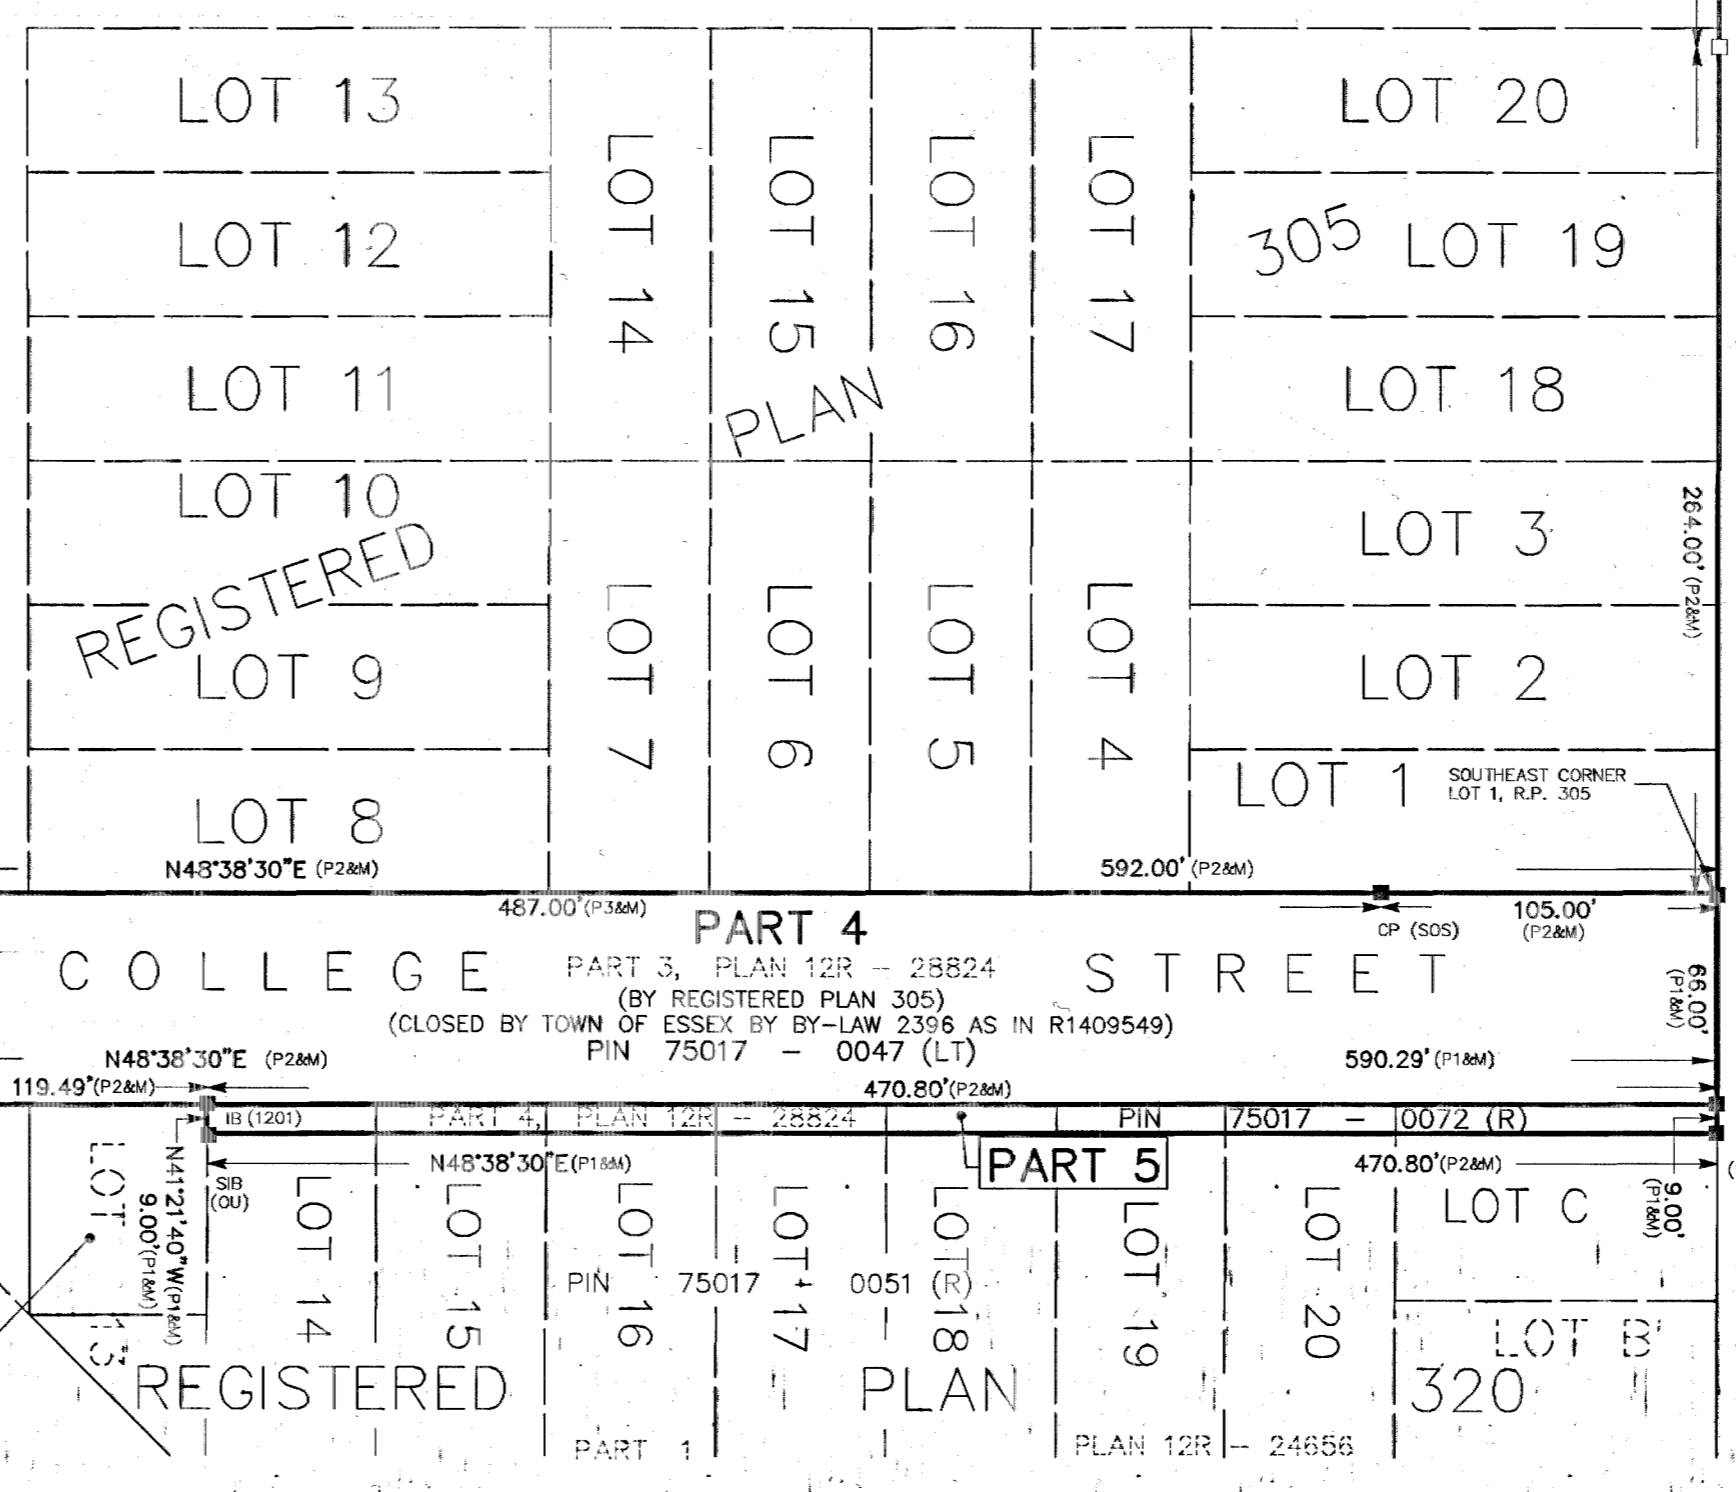 LOT 13
LOT 12
LOT 11
LOT 10
REGISTERED
LOT 9
LOT 8
LOT 14
LOT 15
LOT 16
LOT 17
PLAN
LOT 7
LOT 6
LOT 5
LOT 4
LOT 20
305
LOT 19
LOT 18
LOT 3
LOT 2
LOT 1
264.00' (P2&M)
SOUTHEAST CORNER
LOT 1, R.P. 305
N48°38'30"E (P2&M)
592.00' (P2&M)
487.00'(P3&M)
PART 4
CP (SOS)
105.00'
(P2&M)
COLLEGE STREET
PART 3, PLAN 12R - 28824
(BY REGISTERED PLAN 305)
(CLOSED BY TOWN OF ESSEX BY BY-LAW 2396 AS IN R1409549)
PIN 75017 - 0047 (LT)
66.00'
(P1&M)
N48°38'30"E (P2&M)
590.29' (P1&M)
119.49'(P2&M)
470.80'(P2&M)
IB (1201)
PART 4, PLAN 12R - 28824
PIN 75017 - 0072 (R)
N48°38'30"E(P1&M)
PART 5
470.80'(P2&M)
SIB
(OU)
N41°21'40"W(P1&M)
9.00'(P1&M)
9.00'
(P1&M)
LOT 13
LOT 14
LOT 15
LOT 16
LOT 17
LOT 18
LOT 19
LOT 20
LOT C
LOT B
PIN 75017 - 0051 (R)
REGISTERED PLAN 320
PART 1
PLAN 12R - 24656